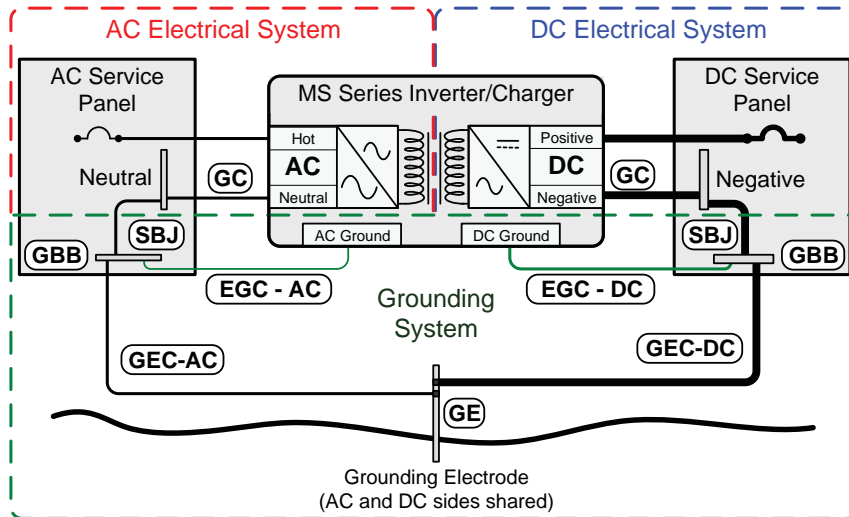 AC Electrical System
DC Electrical System
AC Service
Panel
MS Series Inverter/Charger
DC Service
Panel
Hot
AC
Neutral
Positive
DC
Negative
Neutral
GC
GC
Negative
SBJ
SBJ
AC Ground
DC Ground
GBB
GBB
EGC - AC
EGC - DC
Grounding
System
GEC-AC
GEC-DC
GE
Grounding Electrode
(AC and DC sides shared)